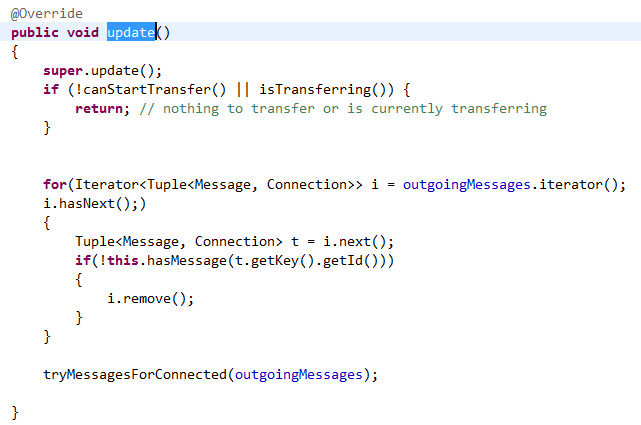 @Override
public void update()
{
super.update();
if (!canStartTransfer() || isTransferring()) {
return; // nothing to transfer or is currently transferring
}
for(Iterator<Tuple<Message, Connection>> i = outgoingMessages.iterator();
i.hasNext();)
{
Tuple<Message, Connection> t = i.next();
if(!this.hasMessage(t.getKey().getId()))
{
i.remove();
}
}
tryMessagesForConnected(outgoingMessages);
}